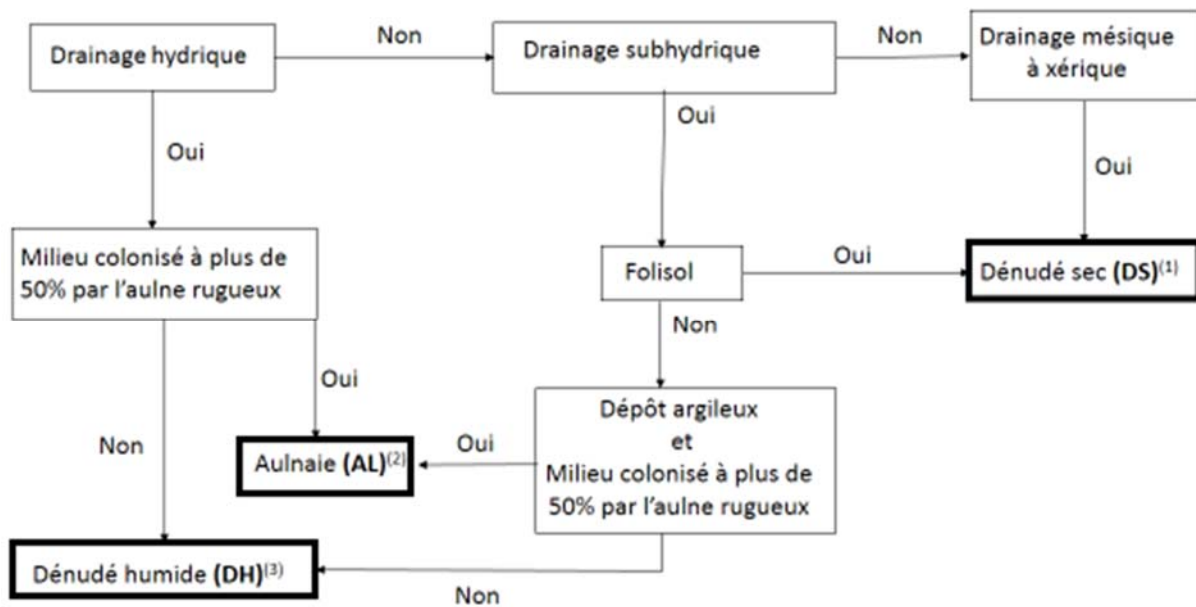 Drainage hydrique
Non
Drainage subhydrique
Non
Drainage mésique
à xérique
Oui
Oui
Oui
Milieu colonisé à plus de
50% par l'aulne rugueux
Folisol
Oui
Dénudé sec (DS)(1)
Non
Oui
Non
Aulnaie (AL)(2)
Oui
Dépôt argileux
et
Milieu colonisé à plus de
50% par l'aulne rugueux
Dénudé humide (DH)(3)
Non